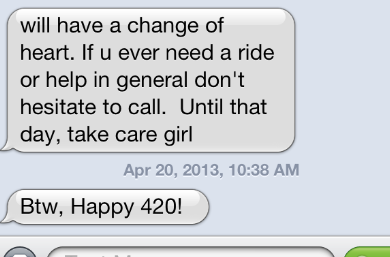 will have a change of
heart. If u ever need a ride
or help in general don't
hesitate to call.  Until that
day, take care girl
Apr 20, 2013, 10:38 AM
Btw, Happy 420!